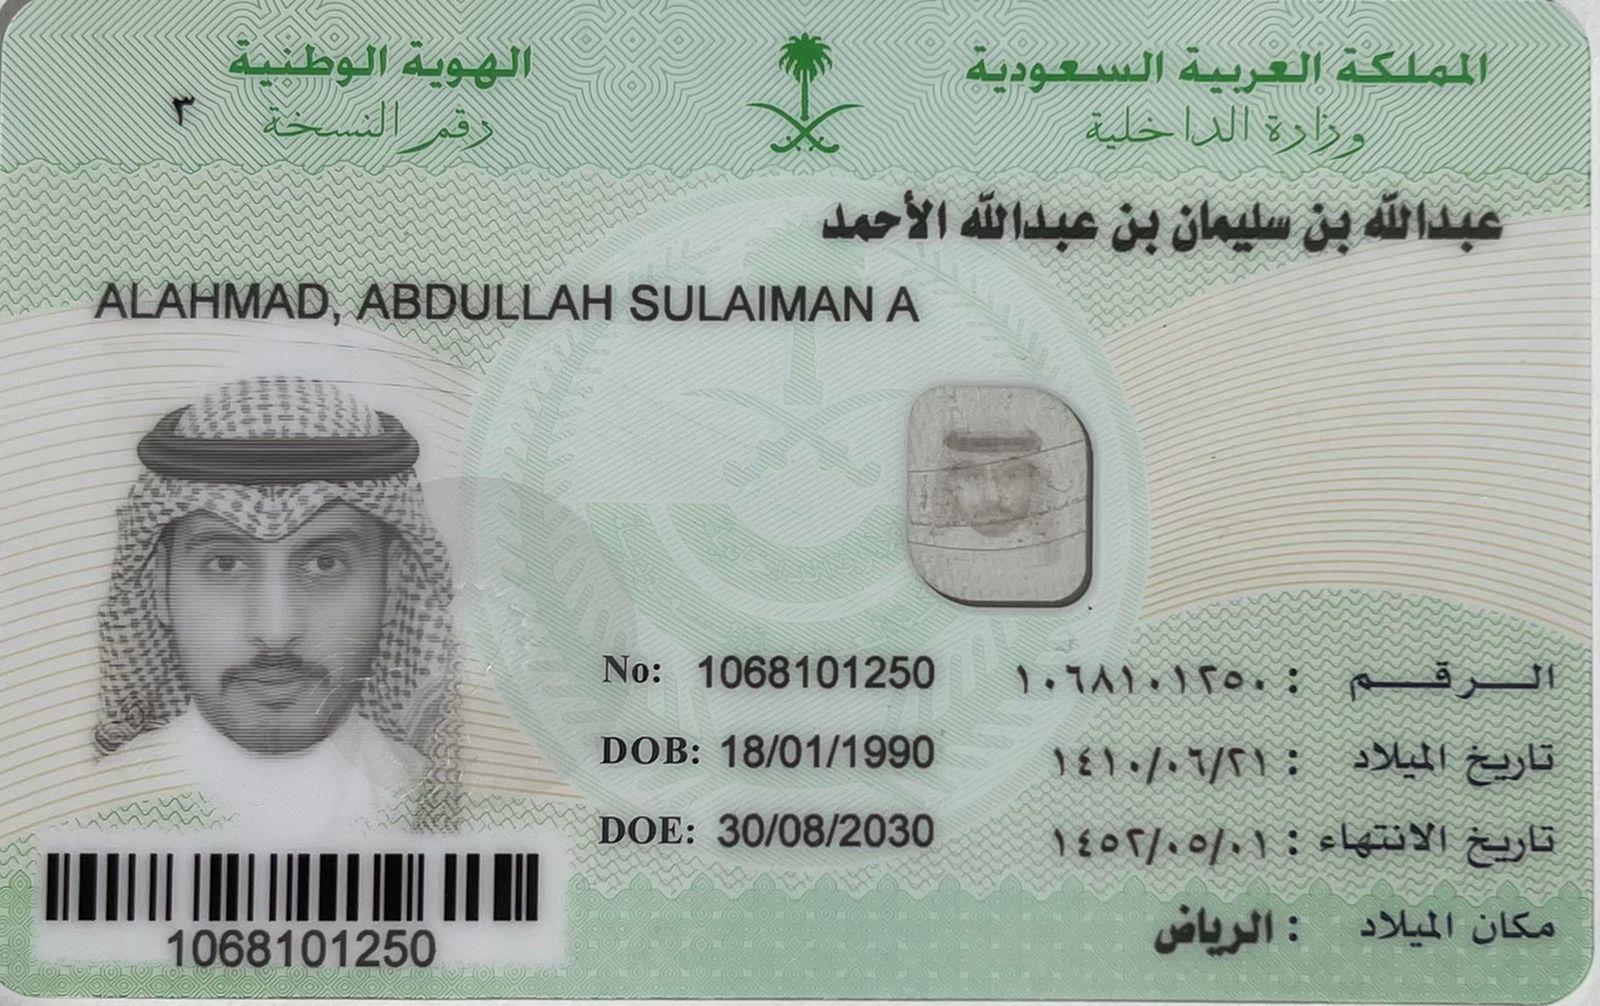 المملكة العربية السعودية
وزارة الداخلية
الهوية الوطنية
رقم النسخة ٣
عبدالله بن سليمان بن عبدالله الأحمد
ALAHMAD, ABDULLAH SULAIMAN A
الـــرقـــم : ١٠٦٨١٠١٢٥٠
No: 1068101250
تاريخ الميلاد : ١٤١٠/٠٦/٢١
DOB: 18/01/1990
تاريخ الانتهاء : ١٤٥٢/٠٥/٠١
DOE: 30/08/2030
مكان الميلاد : الرياض
1068101250